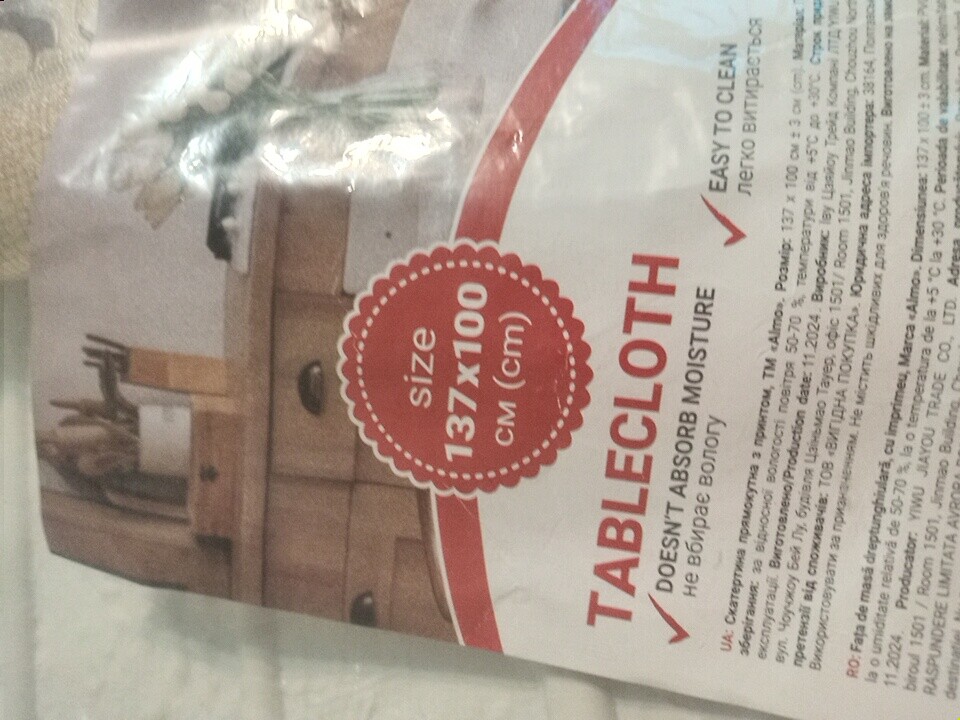 size
137x100
см (cm)
TABLECLOTH
DOESN'T ABSORB MOISTURE
не вбирає вологу
EASY TO CLEAN
легко витирається
UA: Скатертина прямокутна з принтом, ТМ «Almo». Розмір: 137 х 100 см ± 3 см (cm). Матеріал:
зберігання: за відносної вологості повітря 50-70 %, температури від +5°С до +30°С. Строк
експлуатації. Виготовлено/Production date: 11.2024 . Виробник: Іву Цзяйоу Трейд Компані ЛТД
вул. Чоучжоу Бей Лу, будівля Цзіньмао Тауер, офіс 1501/ Room 1501, Jinmao Building, Chouzhou North
претензії від споживачів: ТОВ «ВИГІДНА ПОКУПКА». Юридична адреса імпортера: 38164, Полтавська
Використовувати за призначенням. Не містить шкідливих для здоров'я речовин. Виготовлено на
RO: Fața de masă dreptunghiulară, cu imprimeu, Marca «Almo». Dimensiunea: 137 x 100 ± 3 cm. Material:
la o umiditate relativă de 50-70 %, la o temperatura de la +5 °C la +30 °C. Perioada de valabilitate:
11.2024. Producator: YIWU JIAYOU TRADE CO., LTD. Adresa
biroul 1501 / Room 1501, Jinmao Building,
RASPUNDERE LIMITATA
destinației.